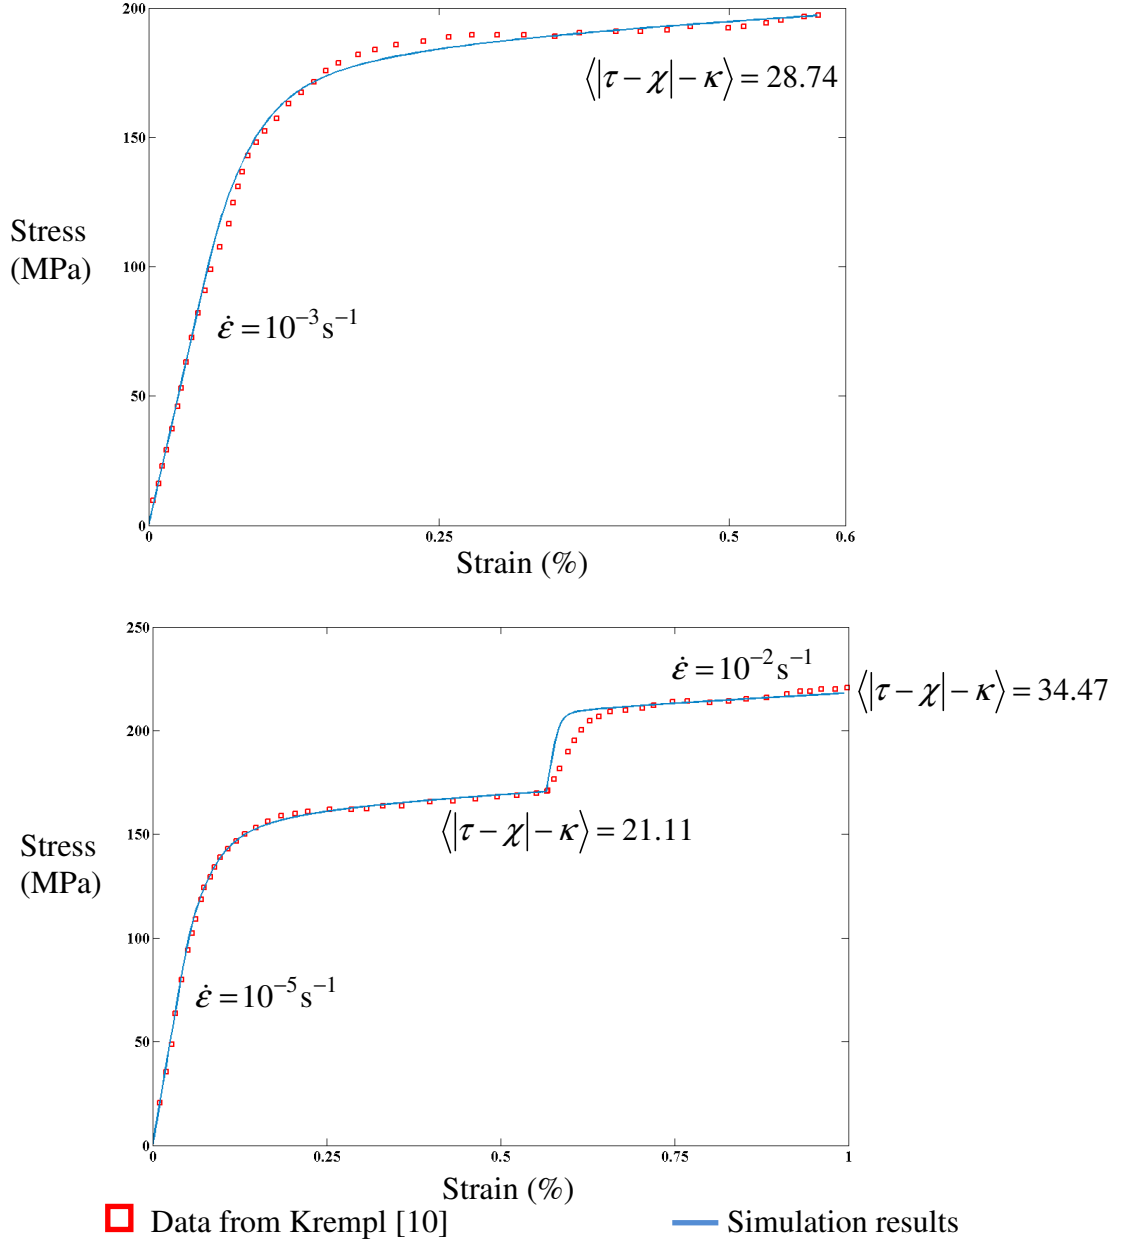 200
150
100
50
0
Stress
(MPa)
⟨|τ − χ| − κ⟩ = 28.74
ε̇ = 10⁻³s⁻¹
0 0.25 0.5 0.6
Strain (%)
250
200
150
100
50
0
Stress
(MPa)
ε̇ = 10⁻²s⁻¹
⟨|τ − χ| − κ⟩ = 34.47
⟨|τ − χ| − κ⟩ = 21.11
ε̇ = 10⁻⁵s⁻¹
0 0.25 0.5 0.75 1
Strain (%)
Data from Krempl [10]
Simulation results